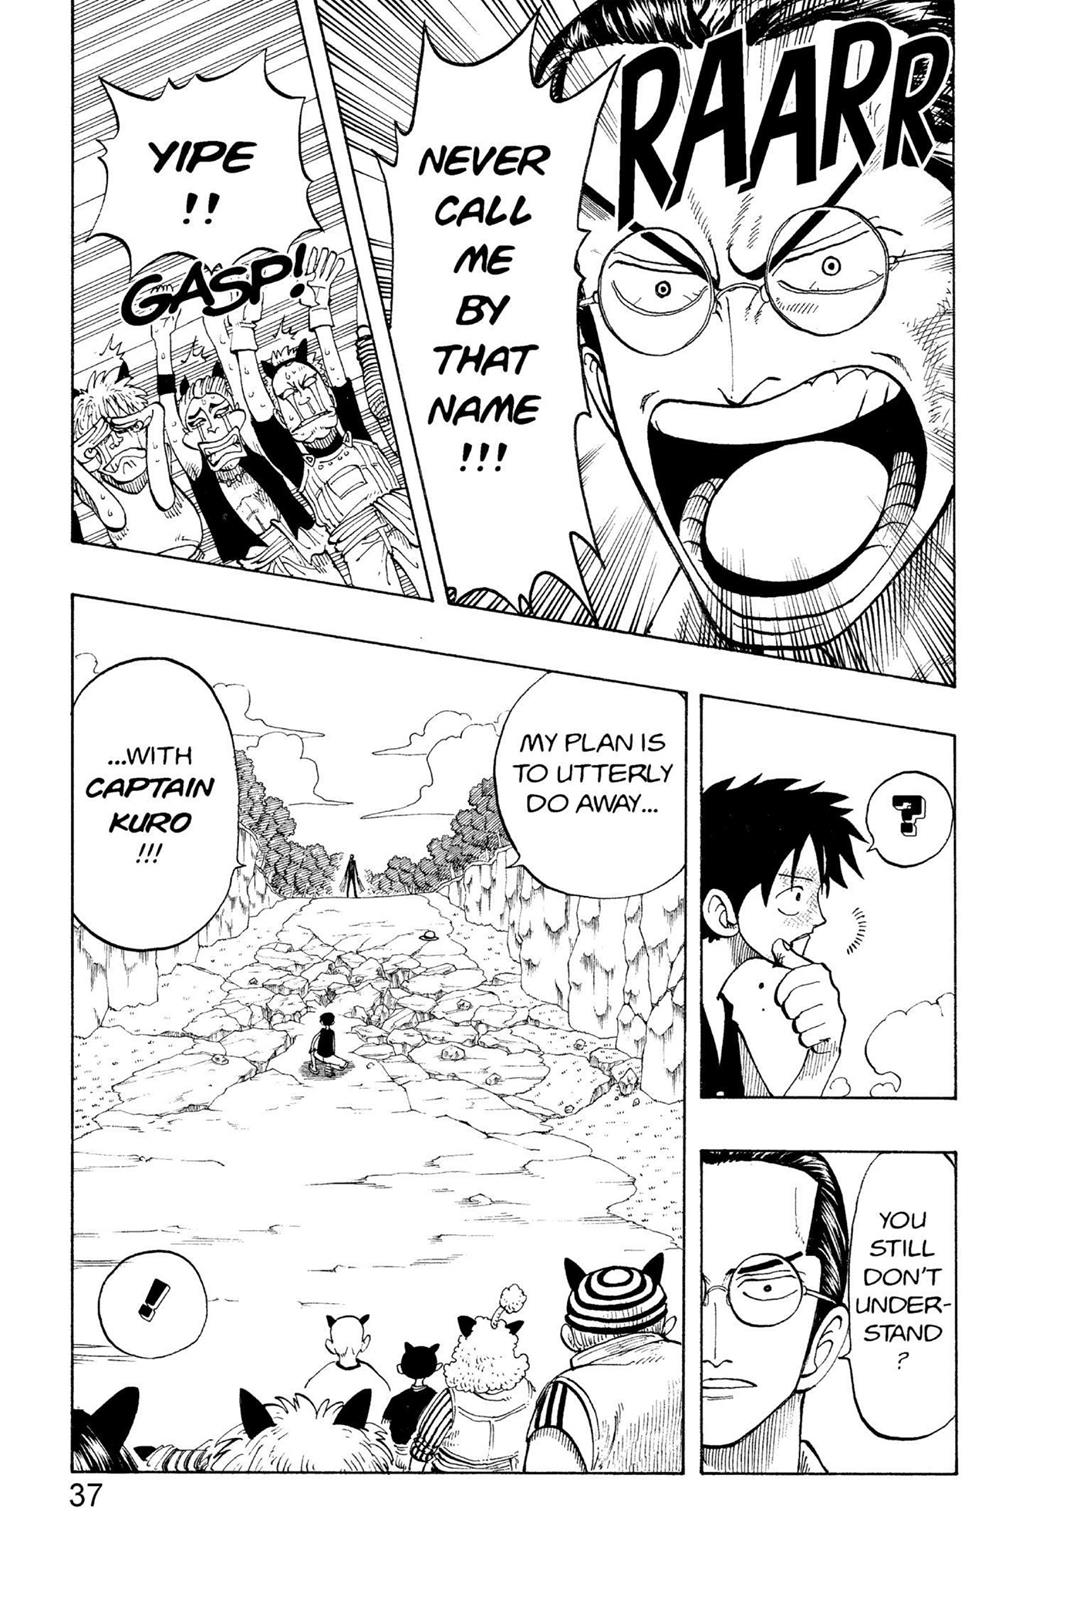 RAARR
NEVER
CALL
ME
BY
THAT
NAME
!!!
YIPE
!!
GASP!
?
YOU
STILL
DON'T
UNDER-
STAND
?
MY PLAN IS
TO UTTERLY
DO AWAY...
...WITH
CAPTAIN
KURO
!!!
!
37